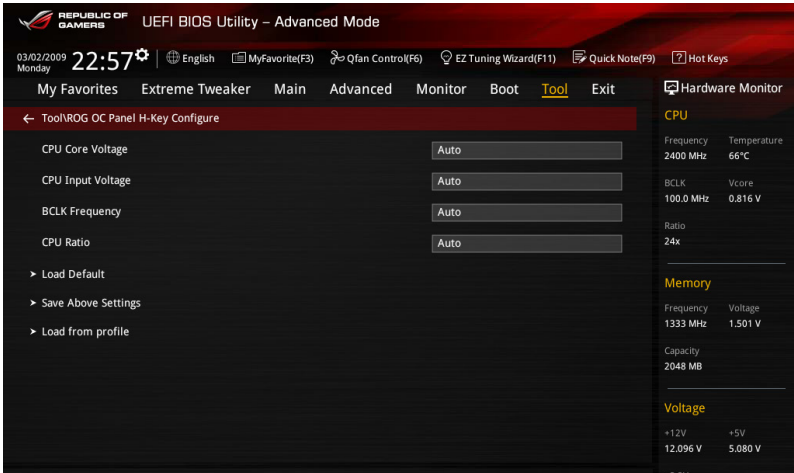 REPUBLIC OF
GAMERS
UEFI BIOS Utility – Advanced Mode
03/02/2009
Monday
22:57
English
MyFavorite(F3)
Qfan Control(F6)
EZ Tuning Wizard(F11)
Quick Note(F9)
? Hot Keys
My Favorites Extreme Tweaker Main Advanced Monitor Boot Tool Exit
Hardware Monitor
← Tool\ROG OC Panel H-Key Configure
CPU Core Voltage Auto
CPU Input Voltage Auto
BCLK Frequency Auto
CPU Ratio Auto
➤ Load Default
➤ Save Above Settings
➤ Load from profile
CPU
Frequency Temperature
2400 MHz 66°C
BCLK Vcore
100.0 MHz 0.816 V
Ratio
24x
Memory
Frequency Voltage
1333 MHz 1.501 V
Capacity
2048 MB
Voltage
+12V +5V
12.096 V 5.080 V